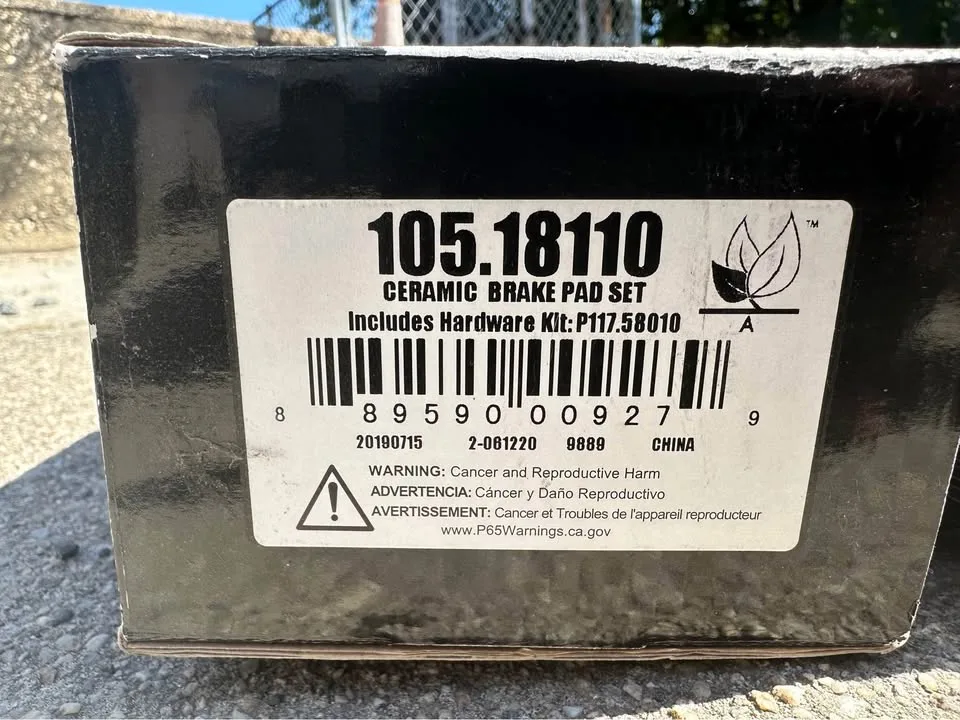 105.18110
CERAMIC BRAKE PAD SET
Includes Hardware Kit: P117.58010
TM
A
8 89590 00927 9
20190715 2-061220 9889 CHINA
WARNING: Cancer and Reproductive Harm
ADVERTENCIA: Cáncer y Daño Reproductivo
AVERTISSEMENT: Cancer et Troubles de l'appareil reproducteur
www.P65Warnings.ca.gov